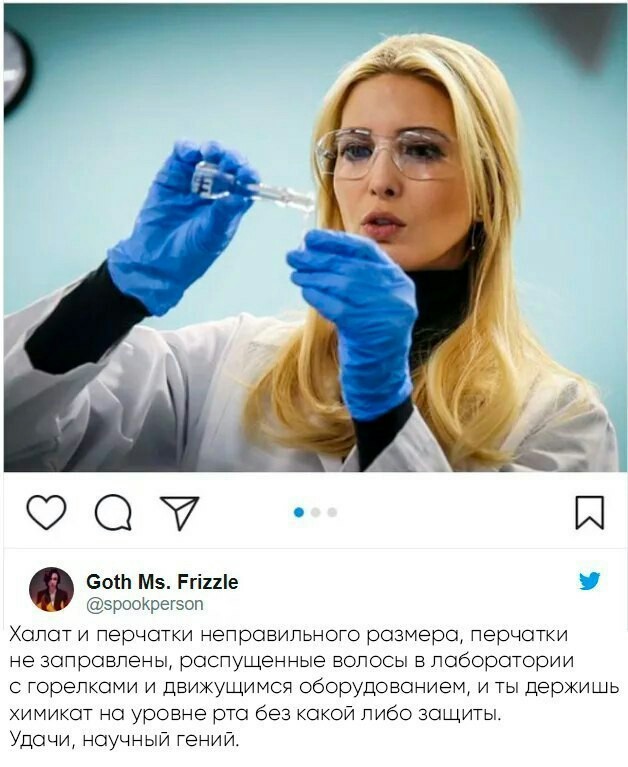 Goth Ms. Frizzle
@spookperson
Халат и перчатки неправильного размера, перчатки
не заправлены, распущенные волосы в лаборатории
с горелками и движущимся оборудованием, и ты держишь
химикат на уровне рта без какой либо защиты.
Удачи, научный гений.